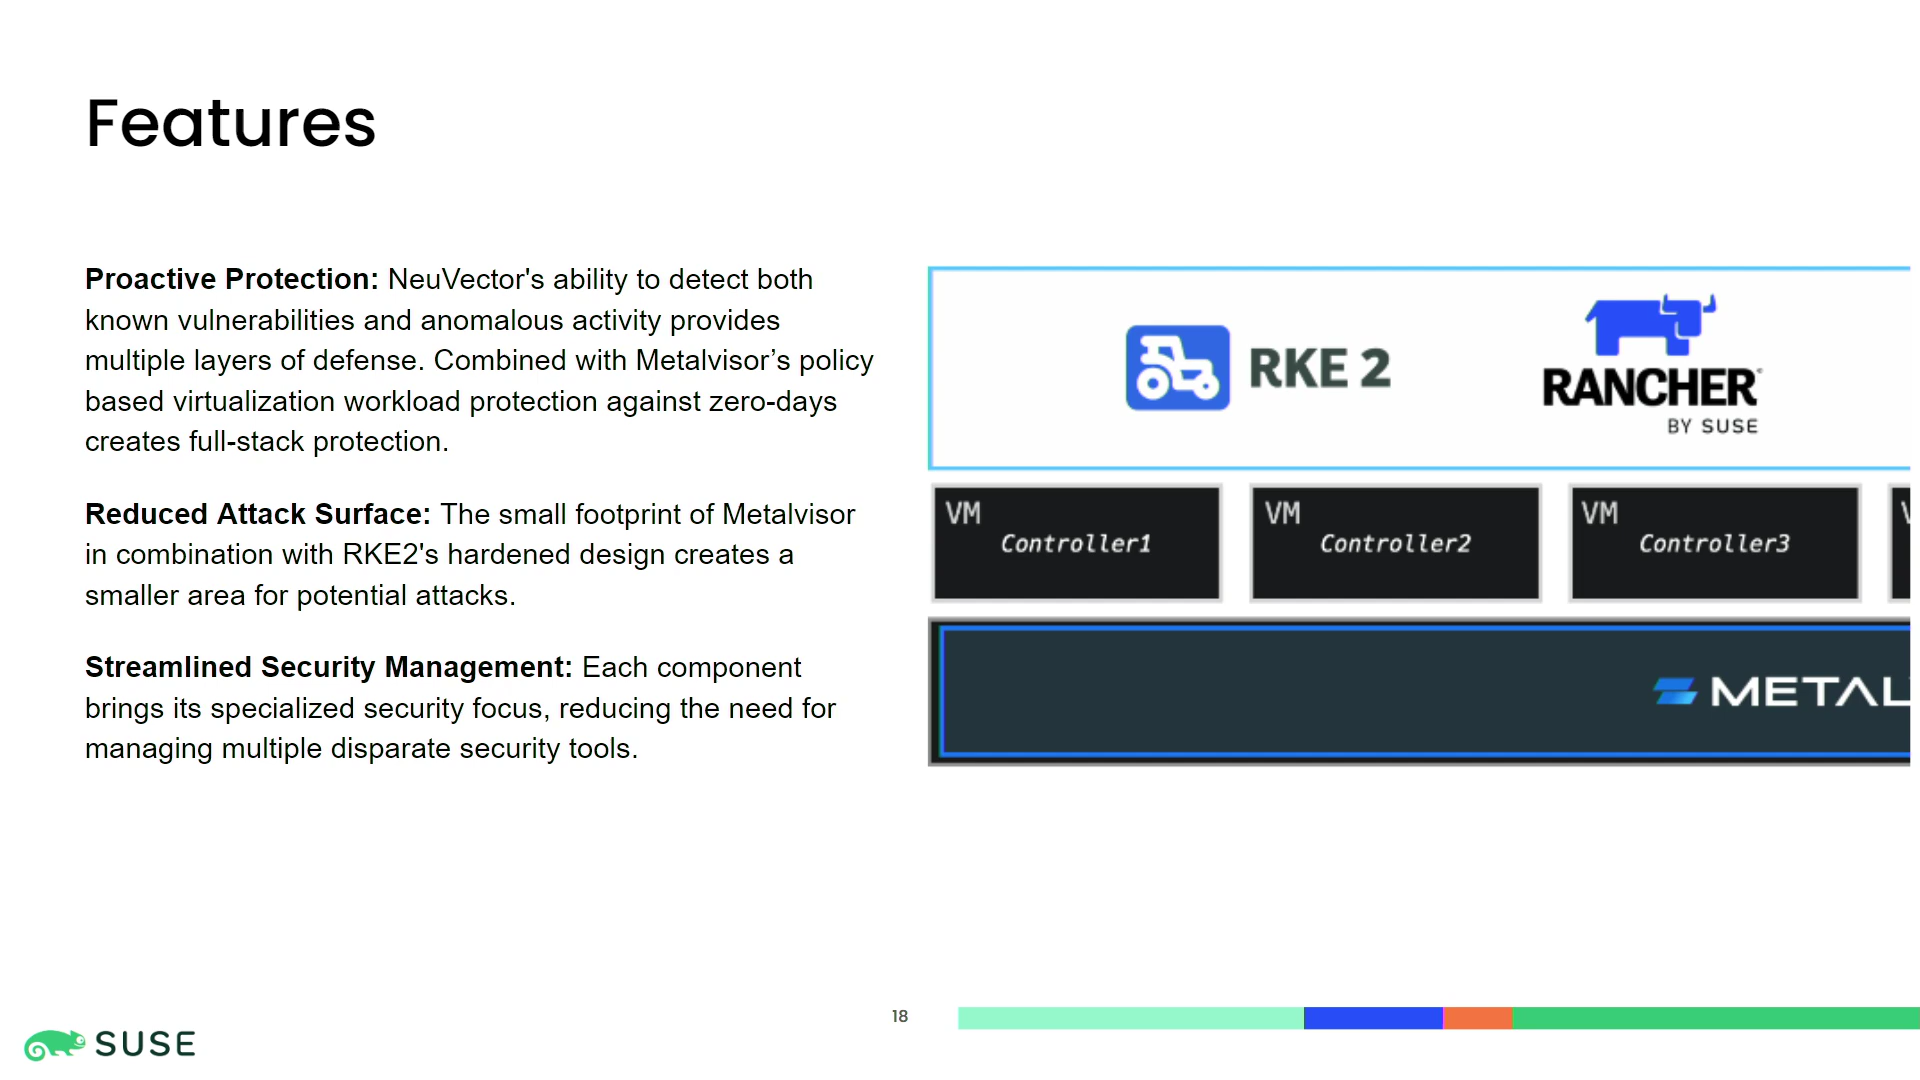 Features
Proactive Protection: NeuVector's ability to detect both
known vulnerabilities and anomalous activity provides
multiple layers of defense. Combined with Metalvisor’s policy
based virtualization workload protection against zero-days
creates full-stack protection.
Reduced Attack Surface: The small footprint of Metalvisor
in combination with RKE2's hardened design creates a
smaller area for potential attacks.
Streamlined Security Management: Each component
brings its specialized security focus, reducing the need for
managing multiple disparate security tools.
RKE 2
RANCHER
BY SUSE
VM
Controller1
VM
Controller2
VM
Controller3
METAL
18
SUSE